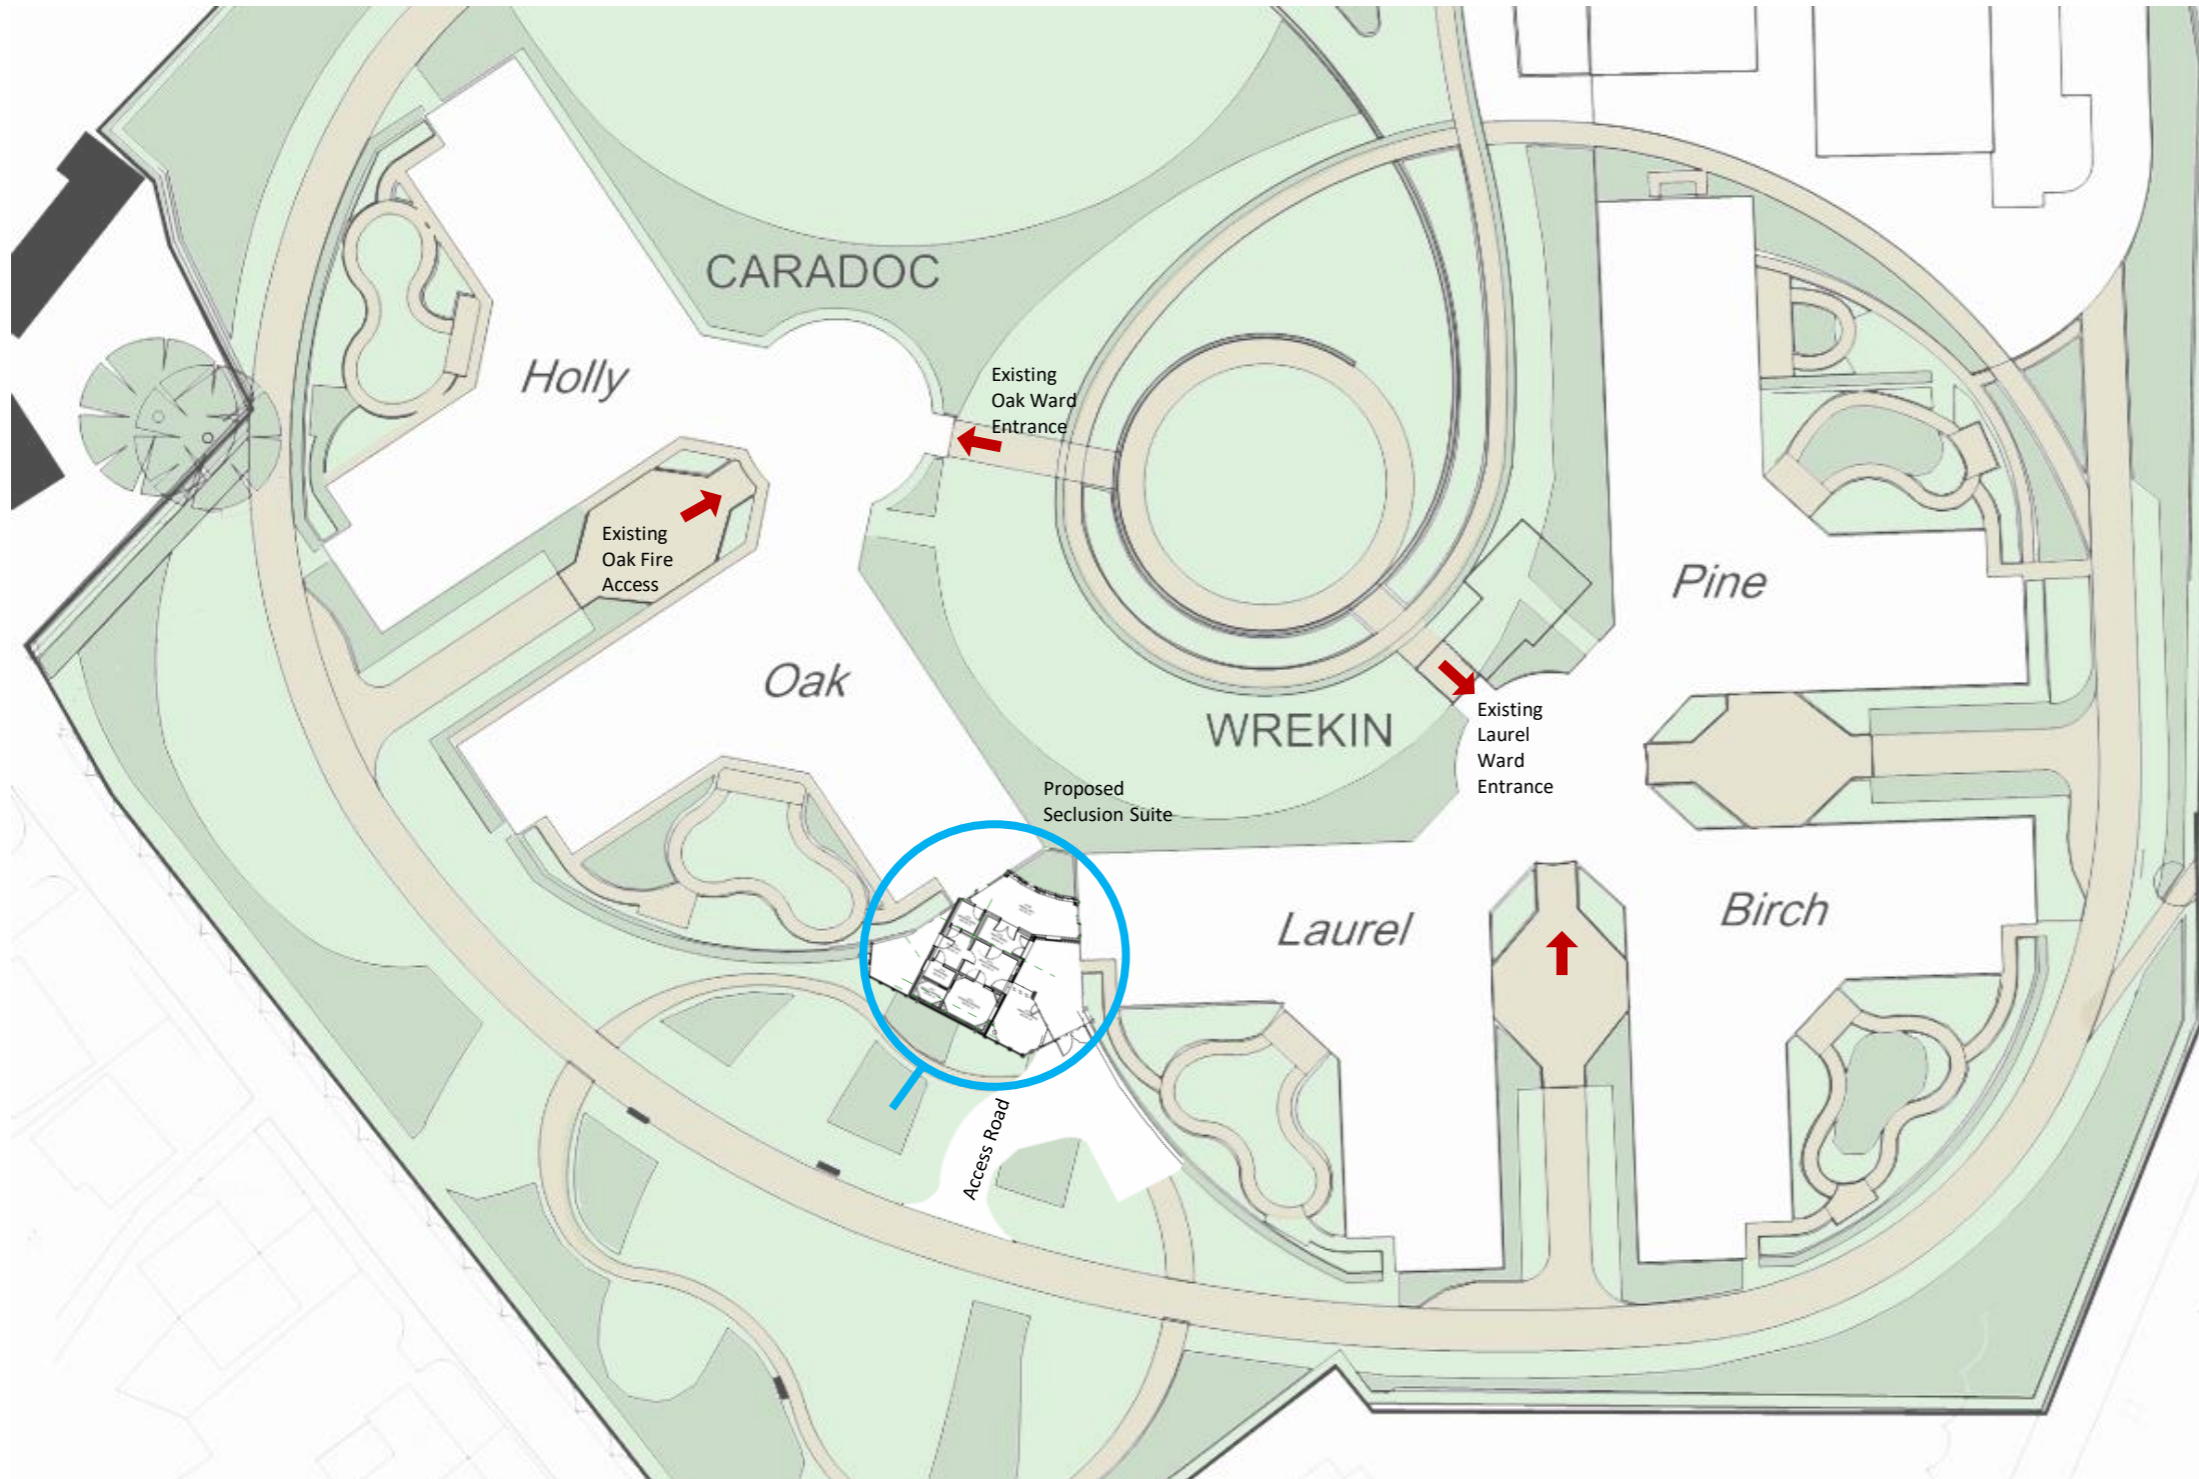 CARADOC
Holly
Existing
Oak Ward
Entrance
Existing
Oak Fire
Access
Pine
Oak
WREKIN
Existing
Laurel
Ward
Entrance
Proposed
Seclusion Suite
Laurel
Birch
Access Road